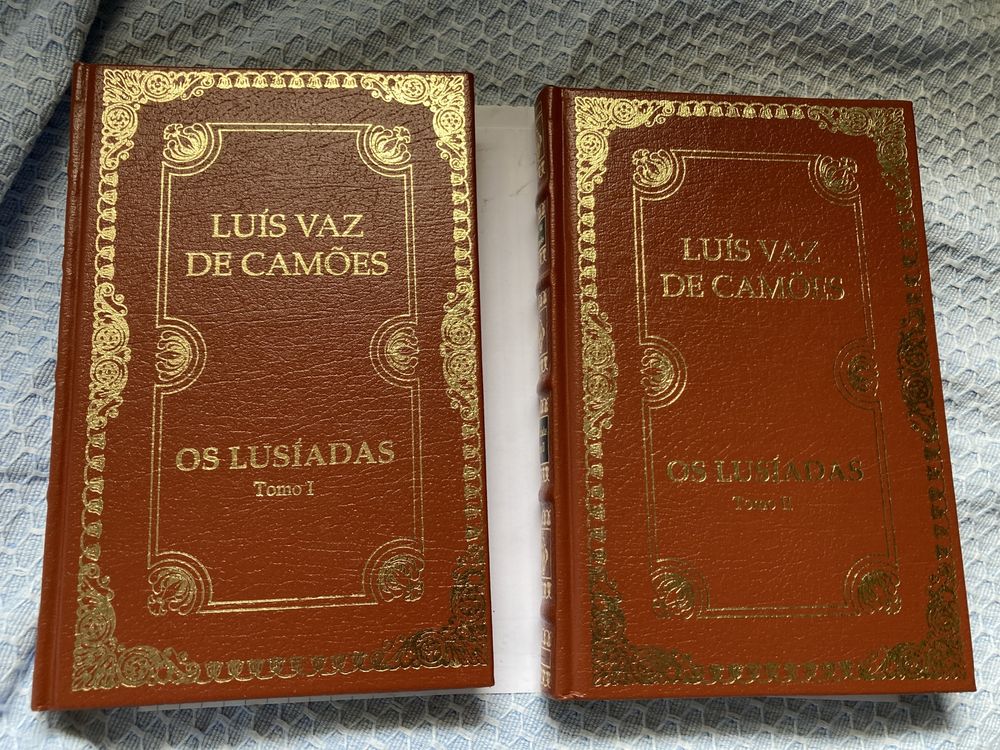 LUÍS VAZ
DE CAMÕES
OS LUSÍADAS
Tomo I
LUÍS VAZ
DE CAMÕES
OS LUSÍADAS
Tomo II